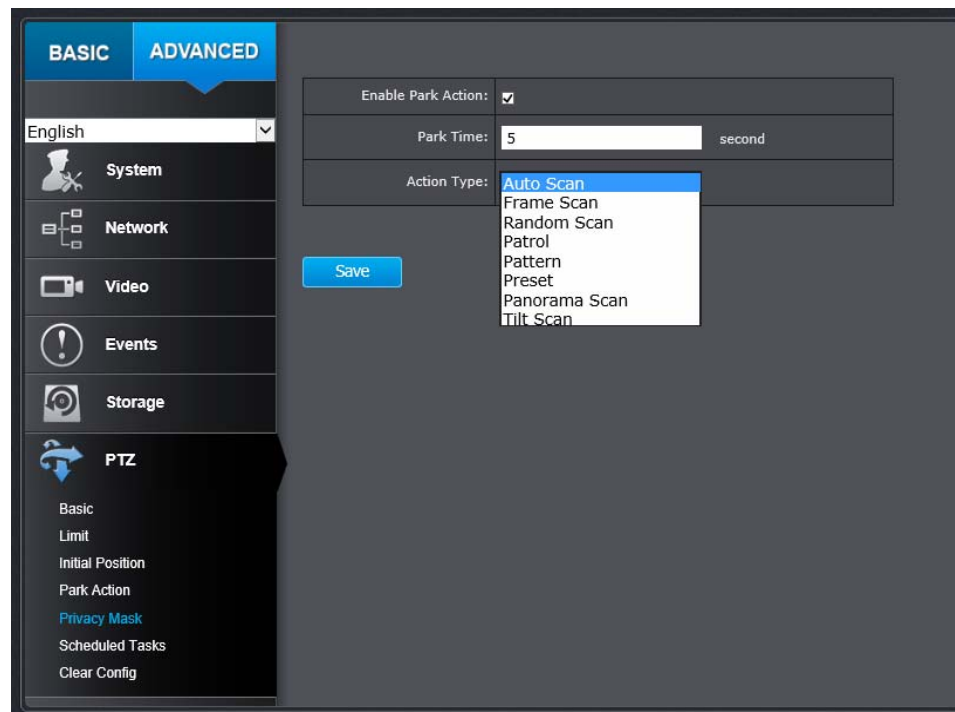 BASIC
ADVANCED
English
System
Network
Video
Events
Storage
PTZ
Basic
Limit
Initial Position
Park Action
Privacy Mask
Scheduled Tasks
Clear Config
Enable Park Action:
Park Time: 5 second
Action Type: Auto Scan
Frame Scan
Random Scan
Patrol
Pattern
Preset
Panorama Scan
Tilt Scan
Save